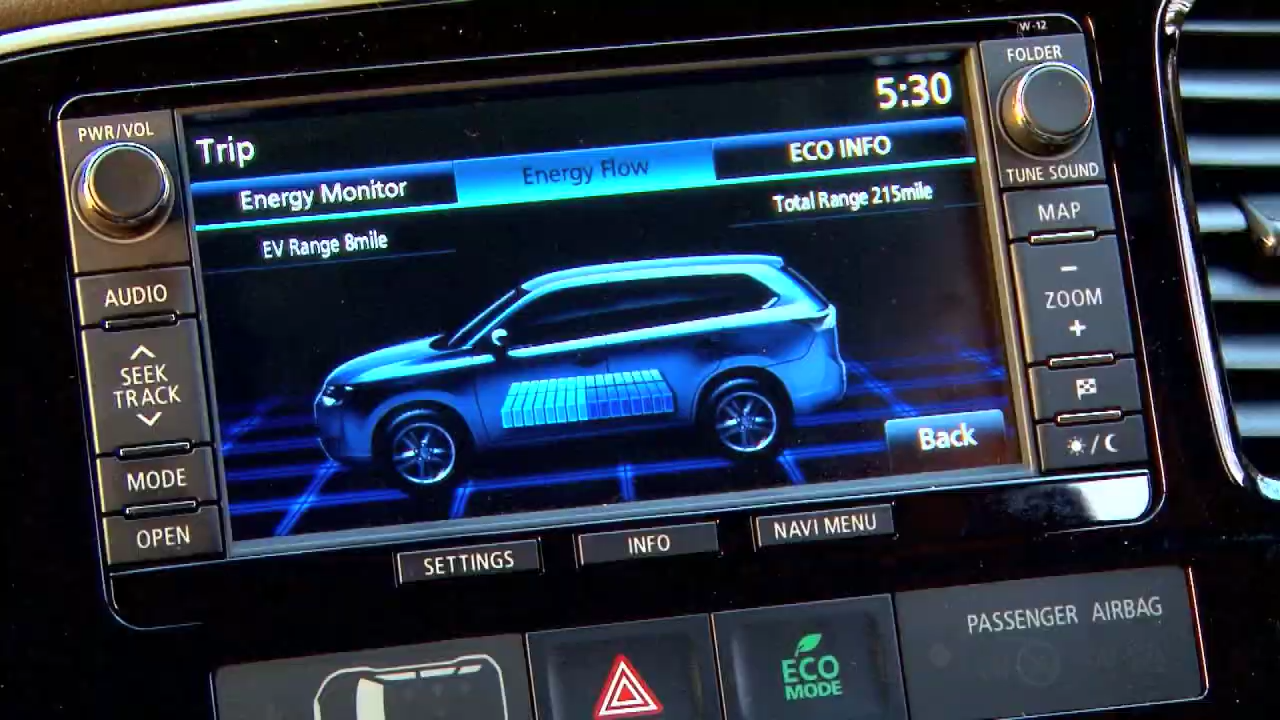 W-12
FOLDER
5:30
PWR/VOL
Trip
Energy Monitor
Energy Flow
ECO INFO
TUNE SOUND
EV Range 8mile
Total Range 215mile
MAP
AUDIO
−
ZOOM
+
SEEK
TRACK
Back
MODE
OPEN
SETTINGS
INFO
NAVI MENU
PASSENGER AIRBAG
ECO
MODE